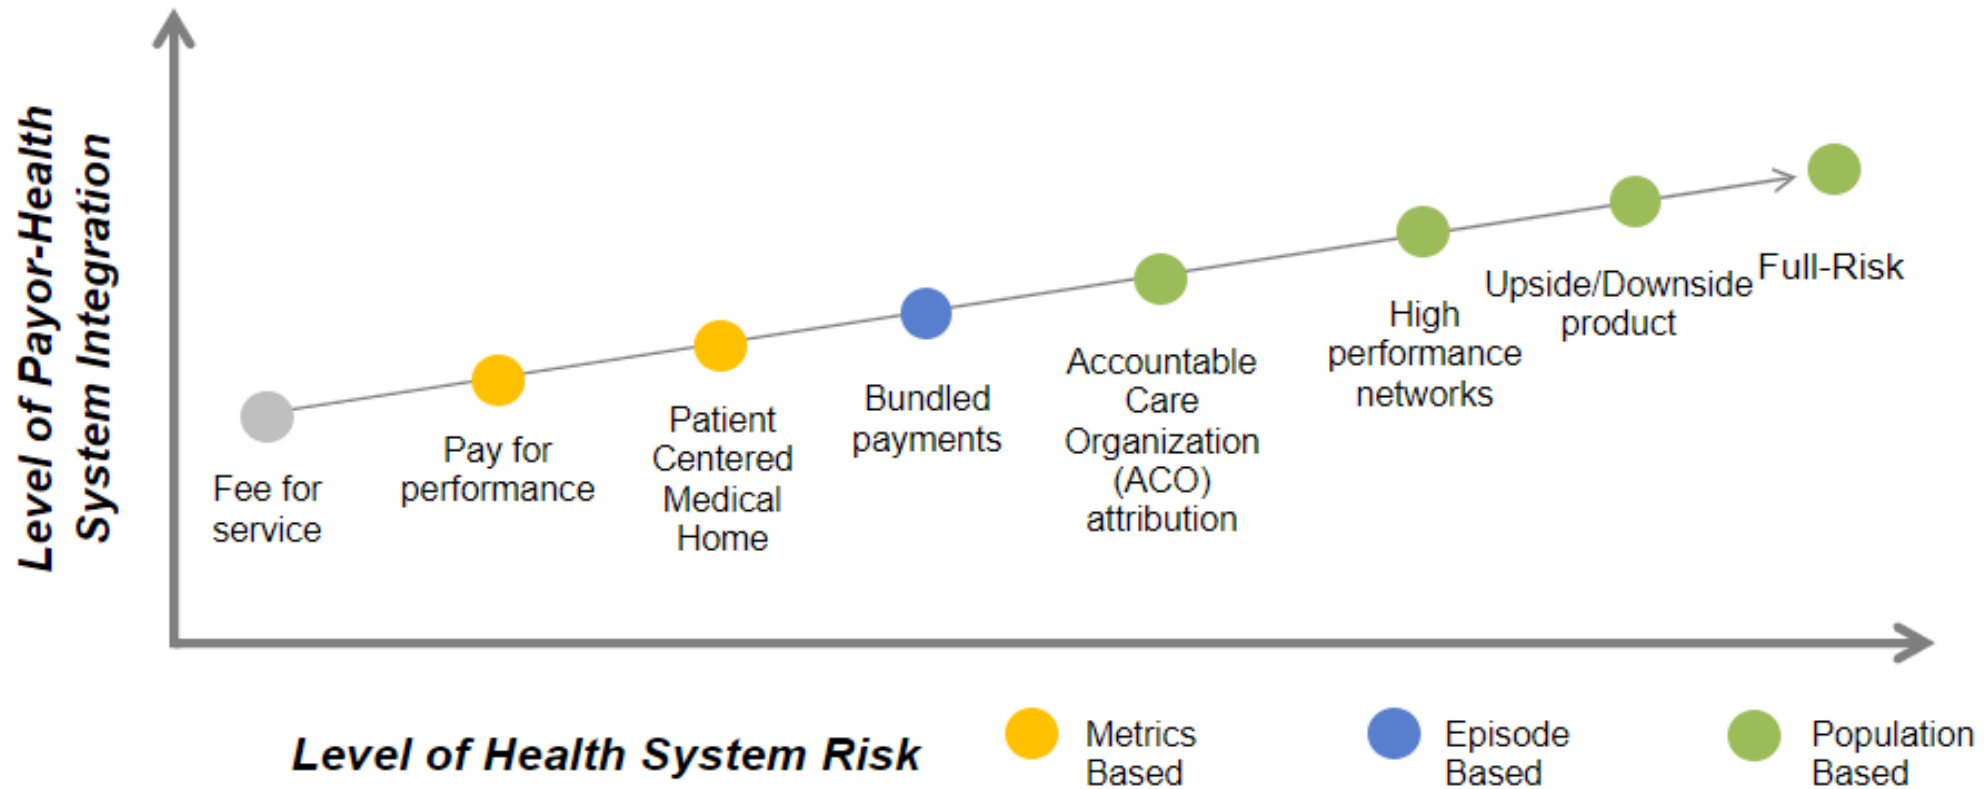 Level of Payor-Health
System Integration
Fee for
service
Pay for
performance
Patient
Centered
Medical
Home
Bundled
payments
Accountable
Care
Organization
(ACO)
attribution
High
performance
networks
Upside/Downside
product
Full-Risk
Level of Health System Risk
Metrics
Based
Episode
Based
Population
Based